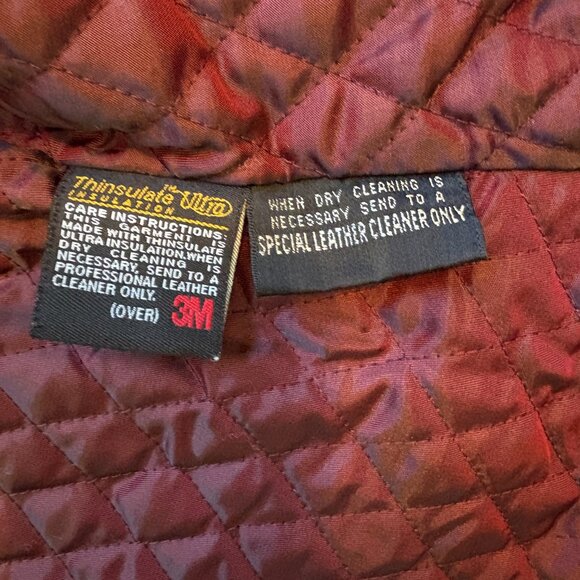 Thinsulate™ Ultra
INSULATION
CARE INSTRUCTIONS:
THIS GARMENT IS
MADE WITH THINSULATE
ULTRA INSULATION.WHEN
DRY CLEANING IS
NECESSARY, SEND TO A
PROFESSIONAL LEATHER
CLEANER ONLY.
(OVER) 3M
WHEN DRY CLEANING IS
NECESSARY SEND TO A
SPECIAL LEATHER CLEANER ONLY